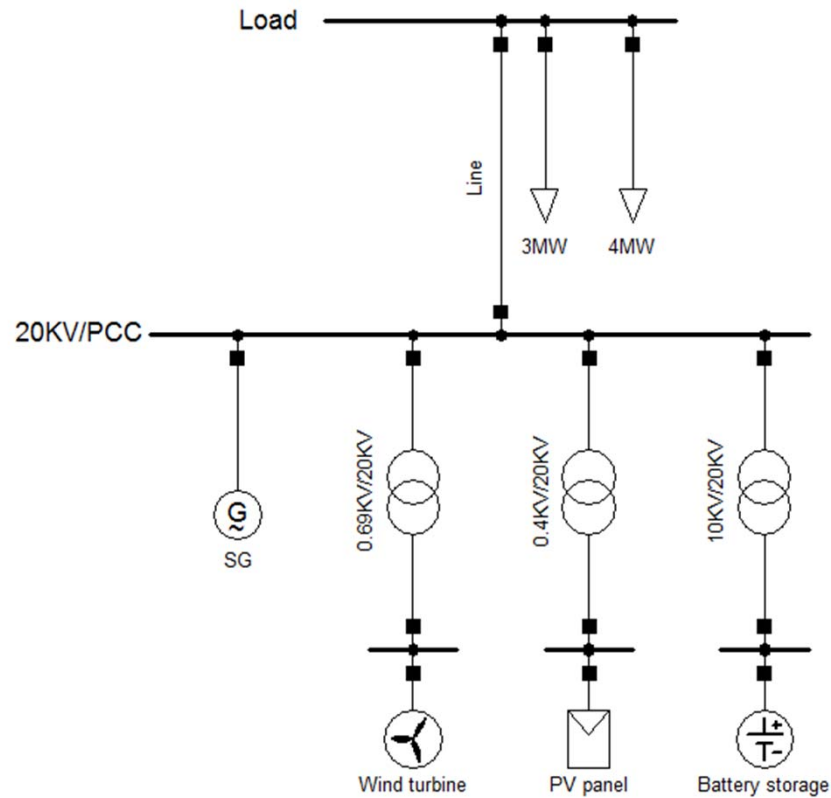 Load
Line
3MW
4MW
20KV/PCC
0.69KV/20KV
0.4KV/20KV
10KV/20KV
G
~
SG
Wind turbine
PV panel
Battery storage